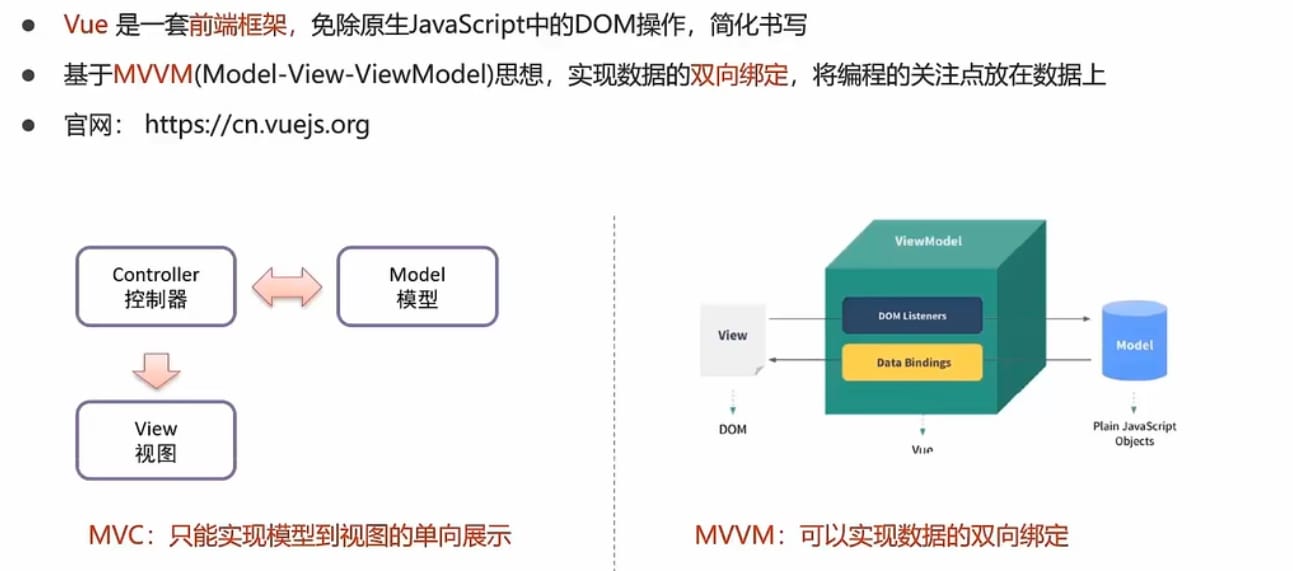 Vue 是一套前端框架，免除原生JavaScript中的DOM操作，简化书写
基于MVVM(Model-View-ViewModel)思想，实现数据的双向绑定，将编程的关注点放在数据上
官网： https://cn.vuejs.org
Controller
控制器
Model
模型
View
视图
MVC：只能实现模型到视图的单向展示
ViewModel
DOM Listeners
Data Bindings
View
Model
DOM
Vue
Plain JavaScript
Objects
MVVM：可以实现数据的双向绑定